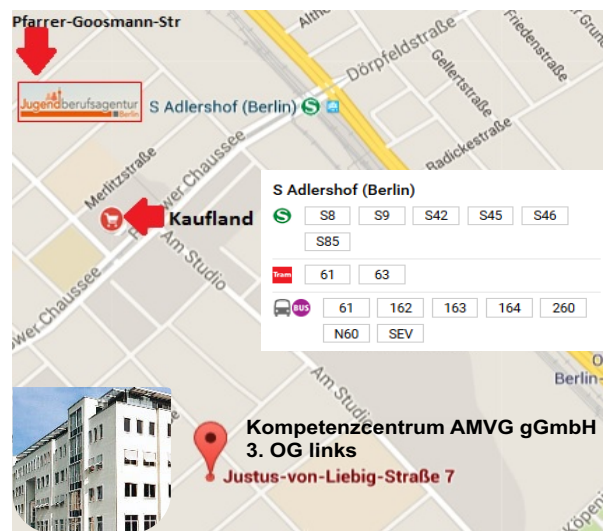 Pfarrer-Goosmann-Str
Jugendberufsagentur
Berlin
S Adlershof (Berlin)
Dörpfeldstraße
Friedenstraße
Gellertstraße
Radickestraße
Merlitzstraße
ower Chaussee
Kaufland
Am Studio
ower Chaussee
S Adlershof (Berlin)
S S8 S9 S42 S45 S46
S85
Tram 61 63
BUS 61 162 163 164 260
N60 SEV
Berlin-
Am Studio
Kompetenzcentrum AMVG gGmbH
3. OG links
Justus-von-Liebig-Straße 7